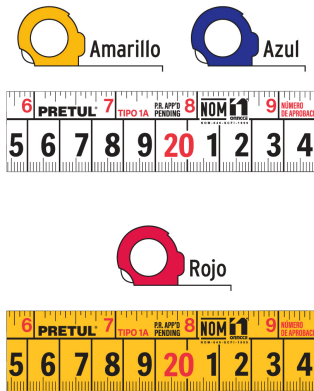 Amarillo Azul
6 PRETUL 7 TIPO 1A P.R. APP'D PENDING 8 NOM 9 NÚMERO DE APROBAC
5 6 7 8 9 20 1 2 3 4
Rojo
6 PRETUL 7 TIPO 1A P.R. APP'D PENDING 8 NOM 9 NÚMERO DE APROBAC
5 6 7 8 9 20 1 2 3 4